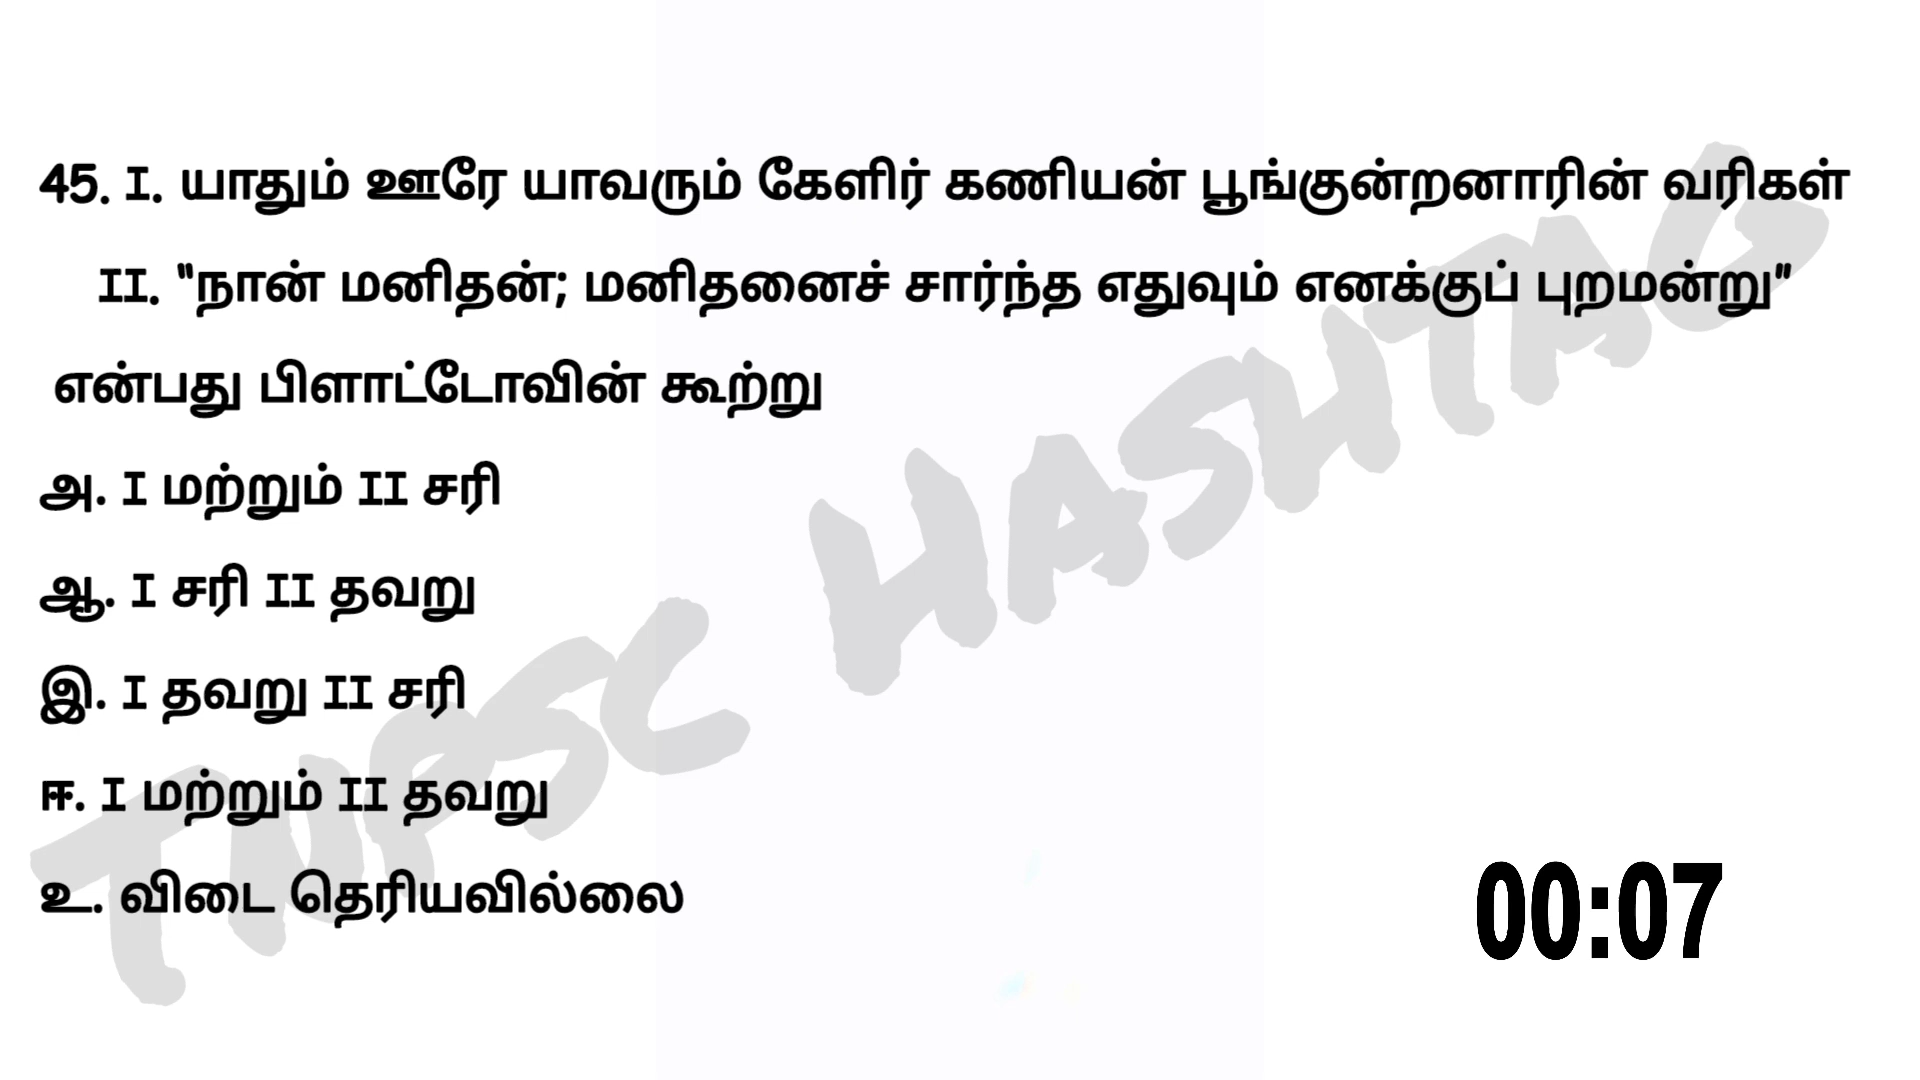 45. I. யாதும் ஊரே யாவரும் கேளிர் கணியன் பூங்குன்றனாரின் வரிகள்
II. "நான் மனிதன்; மனிதனைச் சார்ந்த எதுவும் எனக்குப் புறமன்று"
என்பது பிளாட்டோவின் கூற்று
அ. I மற்றும் II சரி
ஆ. I சரி II தவறு
இ. I தவறு II சரி
ஈ. I மற்றும் II தவறு
உ. விடை தெரியவில்லை
00:07
TNPSC HASHTAG